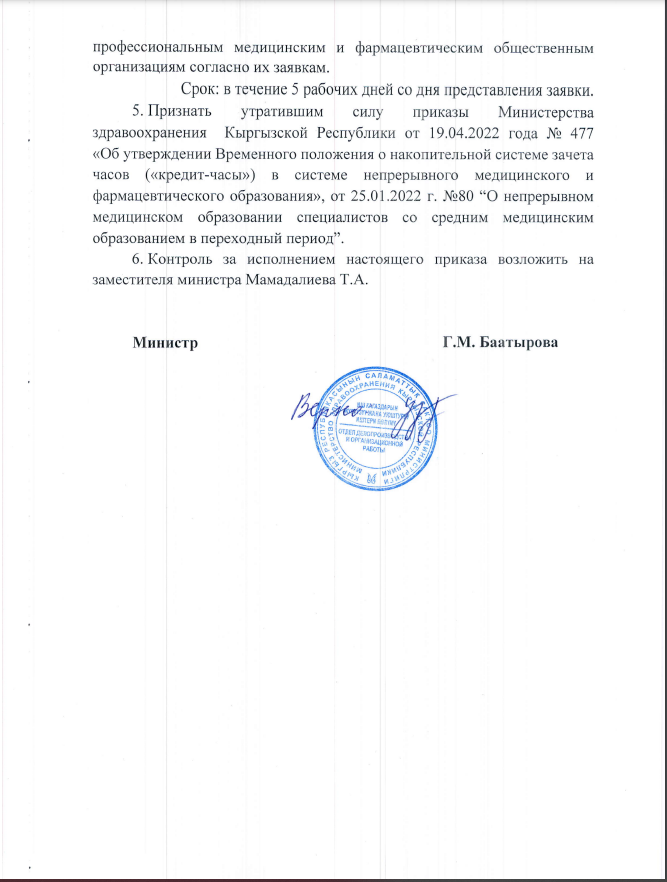 профессиональным медицинским и фармацевтическим общественным
организациям согласно их заявкам.
Срок: в течение 5 рабочих дней со дня представления заявки.
5. Признать утратившим силу приказы Министерства
здравоохранения Кыргызской Республики от 19.04.2022 года № 477
«Об утверждении Временного положения о накопительной системе зачета
часов («кредит-часы») в системе непрерывного медицинского и
фармацевтического образования», от 25.01.2022 г. №80 “О непрерывном
медицинском образовании специалистов со средним медицинским
образованием в переходный период”.
6. Контроль за исполнением настоящего приказа возложить на
заместителя министра Мамадалиева Т.А.
Министр Г.М. Баатырова
Верно
ОТДЕЛ ДЕЛОПРОИЗВОДСТВА
И ОРГАНИЗАЦИОННОЙ
РАБОТЫ